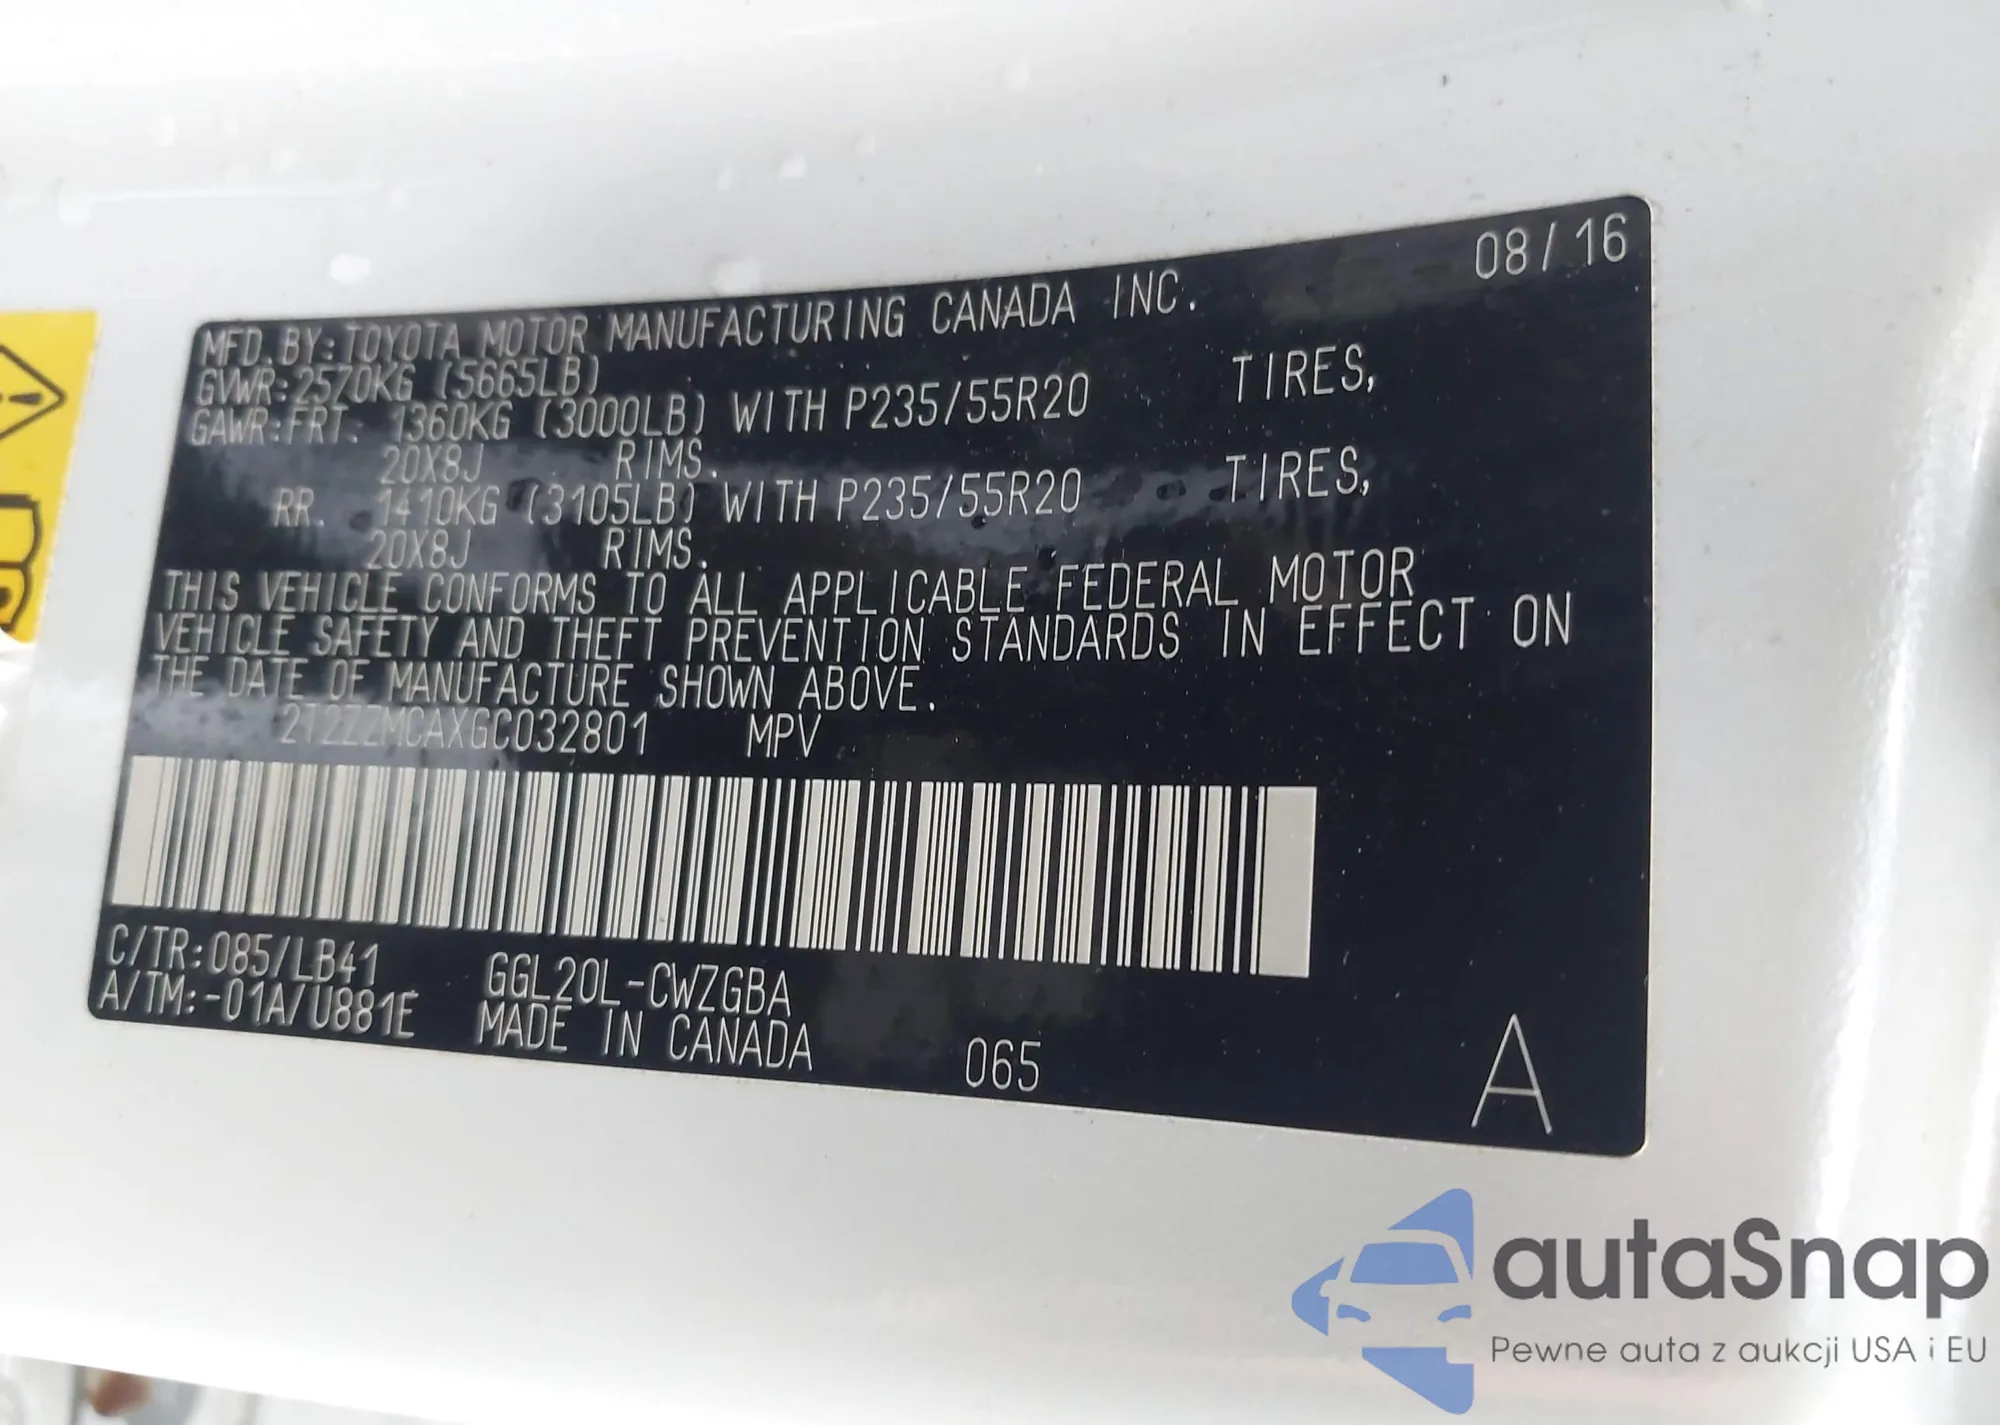 08/16
MFD. BY: TOYOTA MOTOR MANUFACTURING CANADA INC.
GVWR: 2570KG (5665LB)
GAWR: FRT. 1360KG (3000LB) WITH P235/55R20 TIRES,
20X8J RIMS.
RR. 1410KG (3105LB) WITH P235/55R20 TIRES,
20X8J RIMS.
THIS VEHICLE CONFORMS TO ALL APPLICABLE FEDERAL MOTOR
VEHICLE SAFETY AND THEFT PREVENTION STANDARDS IN EFFECT ON
THE DATE OF MANUFACTURE SHOWN ABOVE.
2T2ZZMCAXGC032801 MPV
C/TR: 085/LB41 GGL20L-CWZGBA
A/TM: -01A/U881E MADE IN CANADA 065 A
autaSnap
Pewne auta z aukcji USA i EU